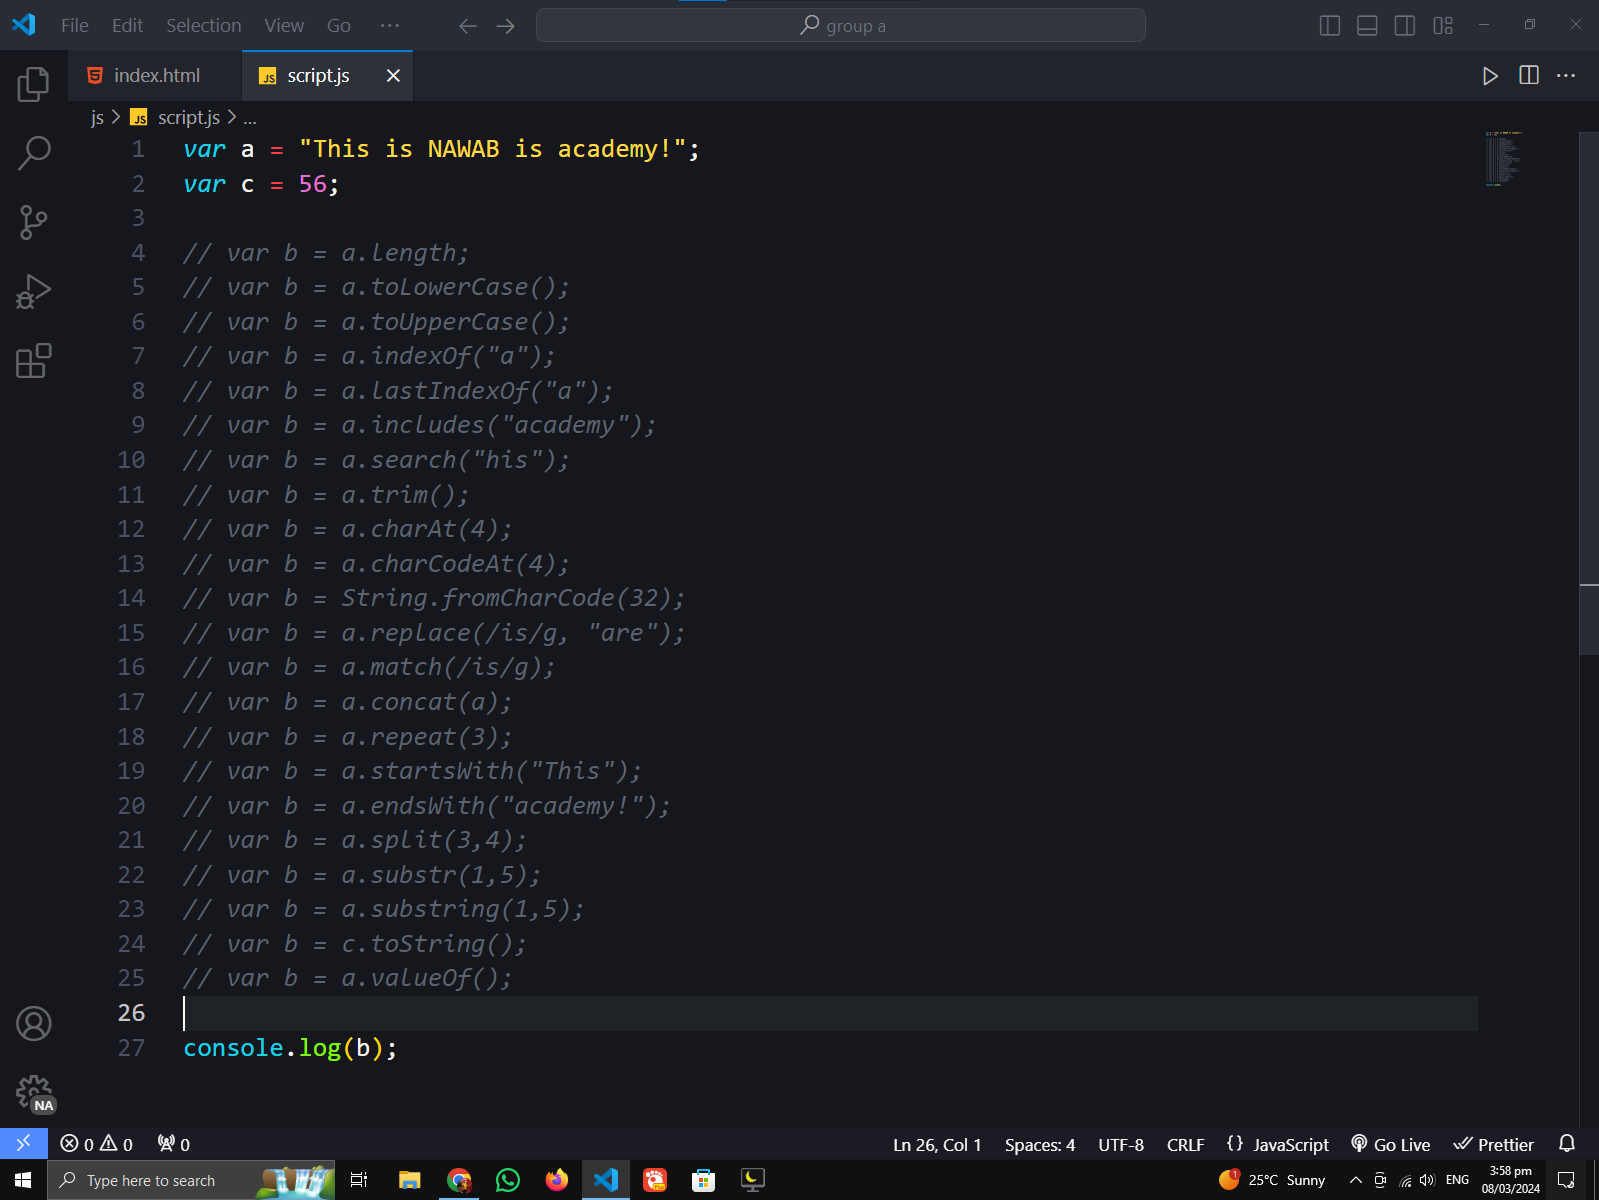 File Edit Selection View Go ··· group a
index.html script.js
js > script.js > ...
1 var a = "This is NAWAB is academy!";
2 var c = 56;
3
4 // var b = a.length;
5 // var b = a.toLowerCase();
6 // var b = a.toUpperCase();
7 // var b = a.indexOf("a");
8 // var b = a.lastIndexOf("a");
9 // var b = a.includes("academy");
10 // var b = a.search("his");
11 // var b = a.trim();
12 // var b = a.charAt(4);
13 // var b = a.charCodeAt(4);
14 // var b = String.fromCharCode(32);
15 // var b = a.replace(/is/g, "are");
16 // var b = a.match(/is/g);
17 // var b = a.concat(a);
18 // var b = a.repeat(3);
19 // var b = a.startsWith("This");
20 // var b = a.endsWith("academy!");
21 // var b = a.split(3,4);
22 // var b = a.substr(1,5);
23 // var b = a.substring(1,5);
24 // var b = c.toString();
25 // var b = a.valueOf();
26
27 console.log(b);
NA
0 0 0 Ln 26, Col 1 Spaces: 4 UTF-8 CRLF {} JavaScript Go Live Prettier
Type here to search 1 25°C Sunny ENG 3:58 pm
08/03/2024